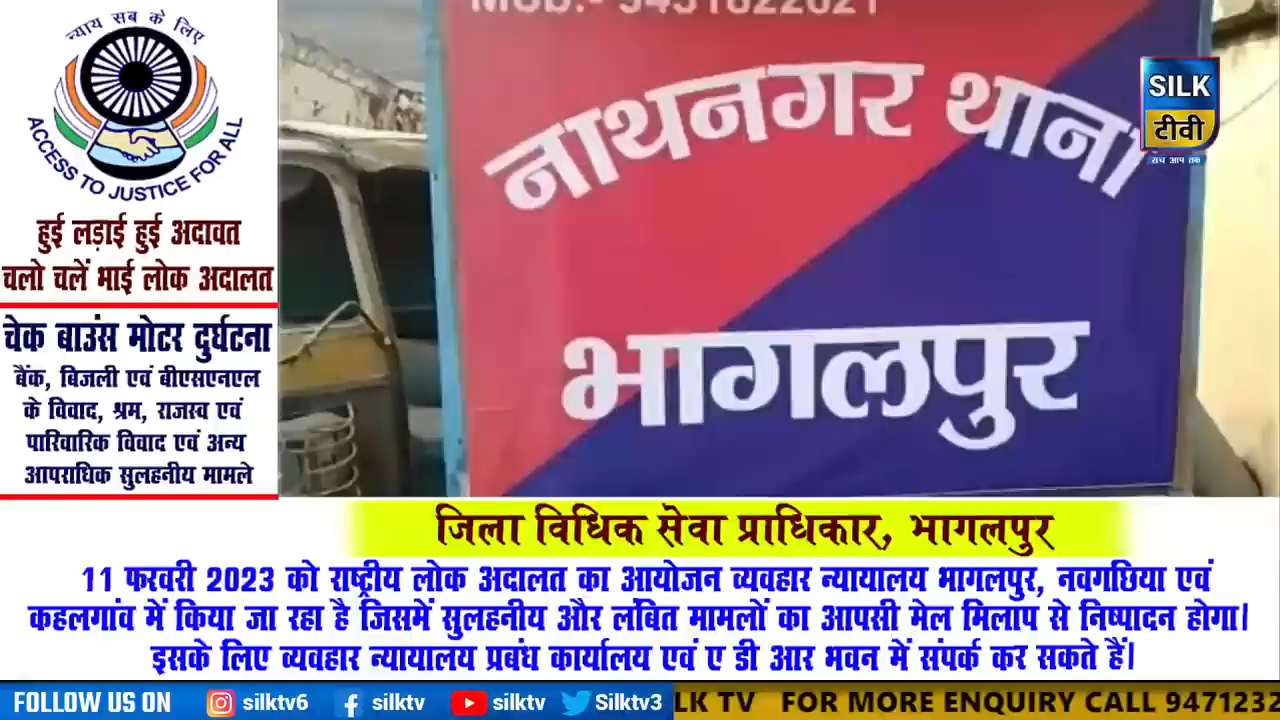 न्याय सब के लिए
ACCESS TO JUSTICE FOR ALL
हुई लड़ाई हुई अदावत
चलो चलें भाई लोक अदालत
चेक बाउंस मोटर दुर्घटना
बैंक, बिजली एवं बीएसएनएल
के विवाद, श्रम, राजस्व एवं
पारिवारिक विवाद एवं अन्य
आपराधिक सुलहनीय मामले
नाथनगर थाना
भागलपुर
SILK
टीवी
सच आप तक
जिला विधिक सेवा प्राधिकार, भागलपुर
11 फरवरी 2023 को राष्ट्रीय लोक अदालत का आयोजन व्यवहार न्यायालय भागलपुर, नवगछिया एवं
कहलगांव में किया जा रहा है जिसमें सुलहनीय और लंबित मामलों का आपसी मेल मिलाप से निष्पादन होगा।
इसके लिए व्यवहार न्यायालय प्रबंध कार्यालय एवं ए डी आर भवन में संपर्क कर सकते हैं।
FOLLOW US ON silktv6 silktv silktv Silktv3 LK TV FOR MORE ENQUIRY CALL 9471232